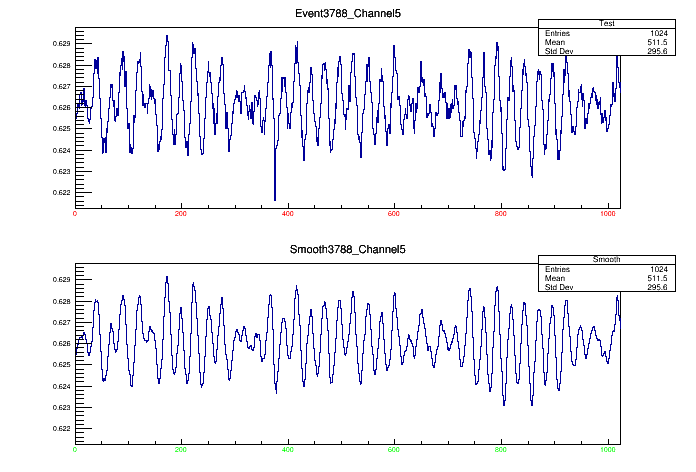 Event3788_Channel5
Test
Entries 1024
Mean 511.5
Std Dev 295.6
0.629
0.628
0.627
0.626
0.625
0.624
0.623
0.622
0 200 400 600 800 1000
Smooth3788_Channel5
Smooth
Entries 1024
Mean 511.5
Std Dev 295.6
0.629
0.628
0.627
0.626
0.625
0.624
0.623
0.622
0 200 400 600 800 1000